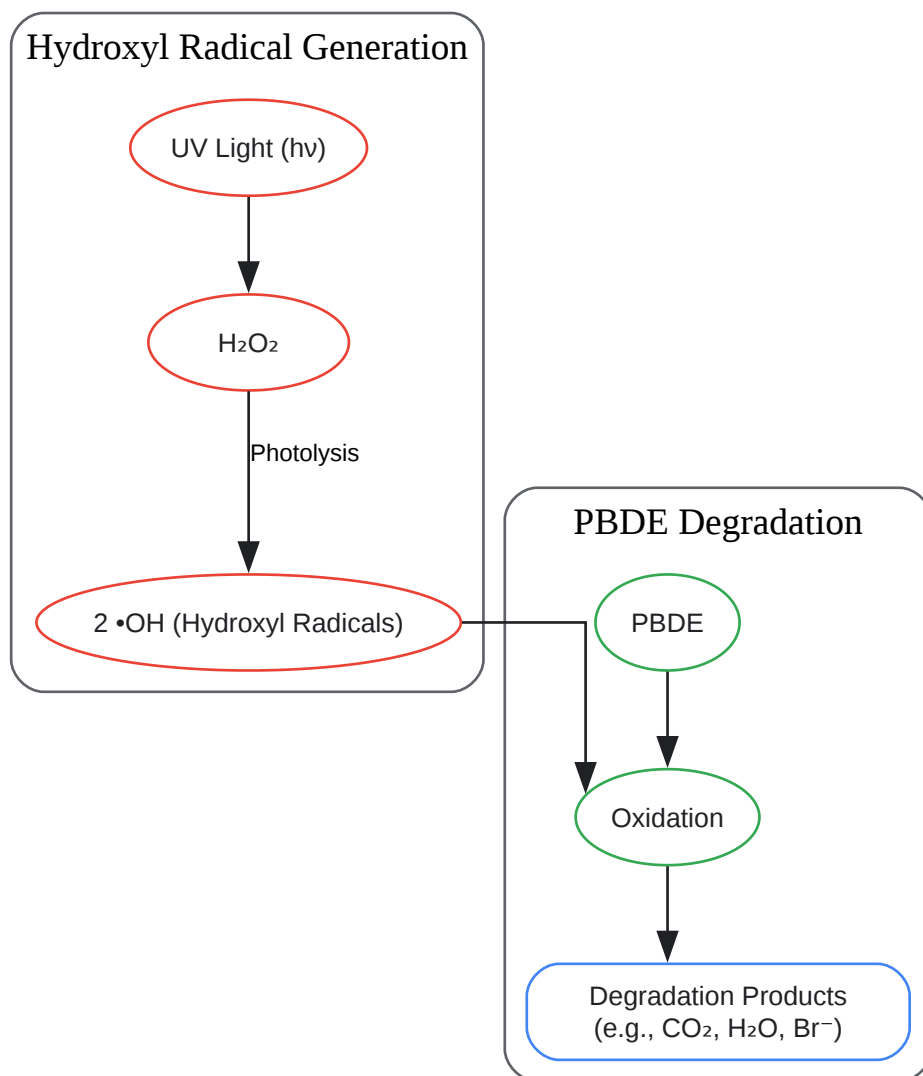 Hydroxyl Radical Generation
UV Light (hν)
H₂O₂
Photolysis
2 •OH (Hydroxyl Radicals)
PBDE Degradation
PBDE
Oxidation
Degradation Products
(e.g., CO₂, H₂O, Br⁻)